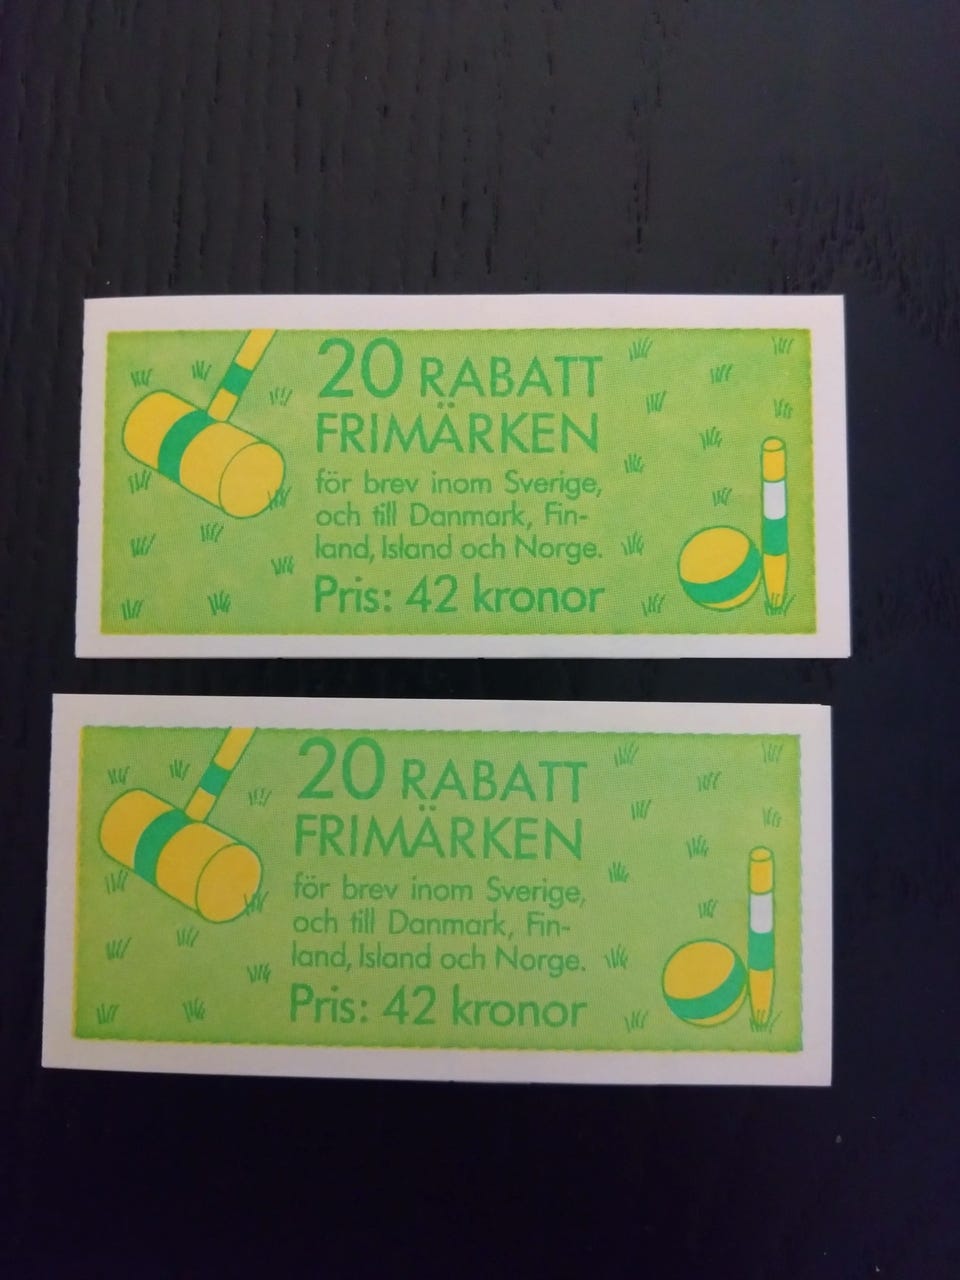 20 RABATT
FRIMÄRKEN
för brev inom Sverige,
och till Danmark, Fin-
land, Island och Norge.
Pris: 42 kronor
20 RABATT
FRIMÄRKEN
för brev inom Sverige,
och till Danmark, Fin-
land, Island och Norge.
Pris: 42 kronor